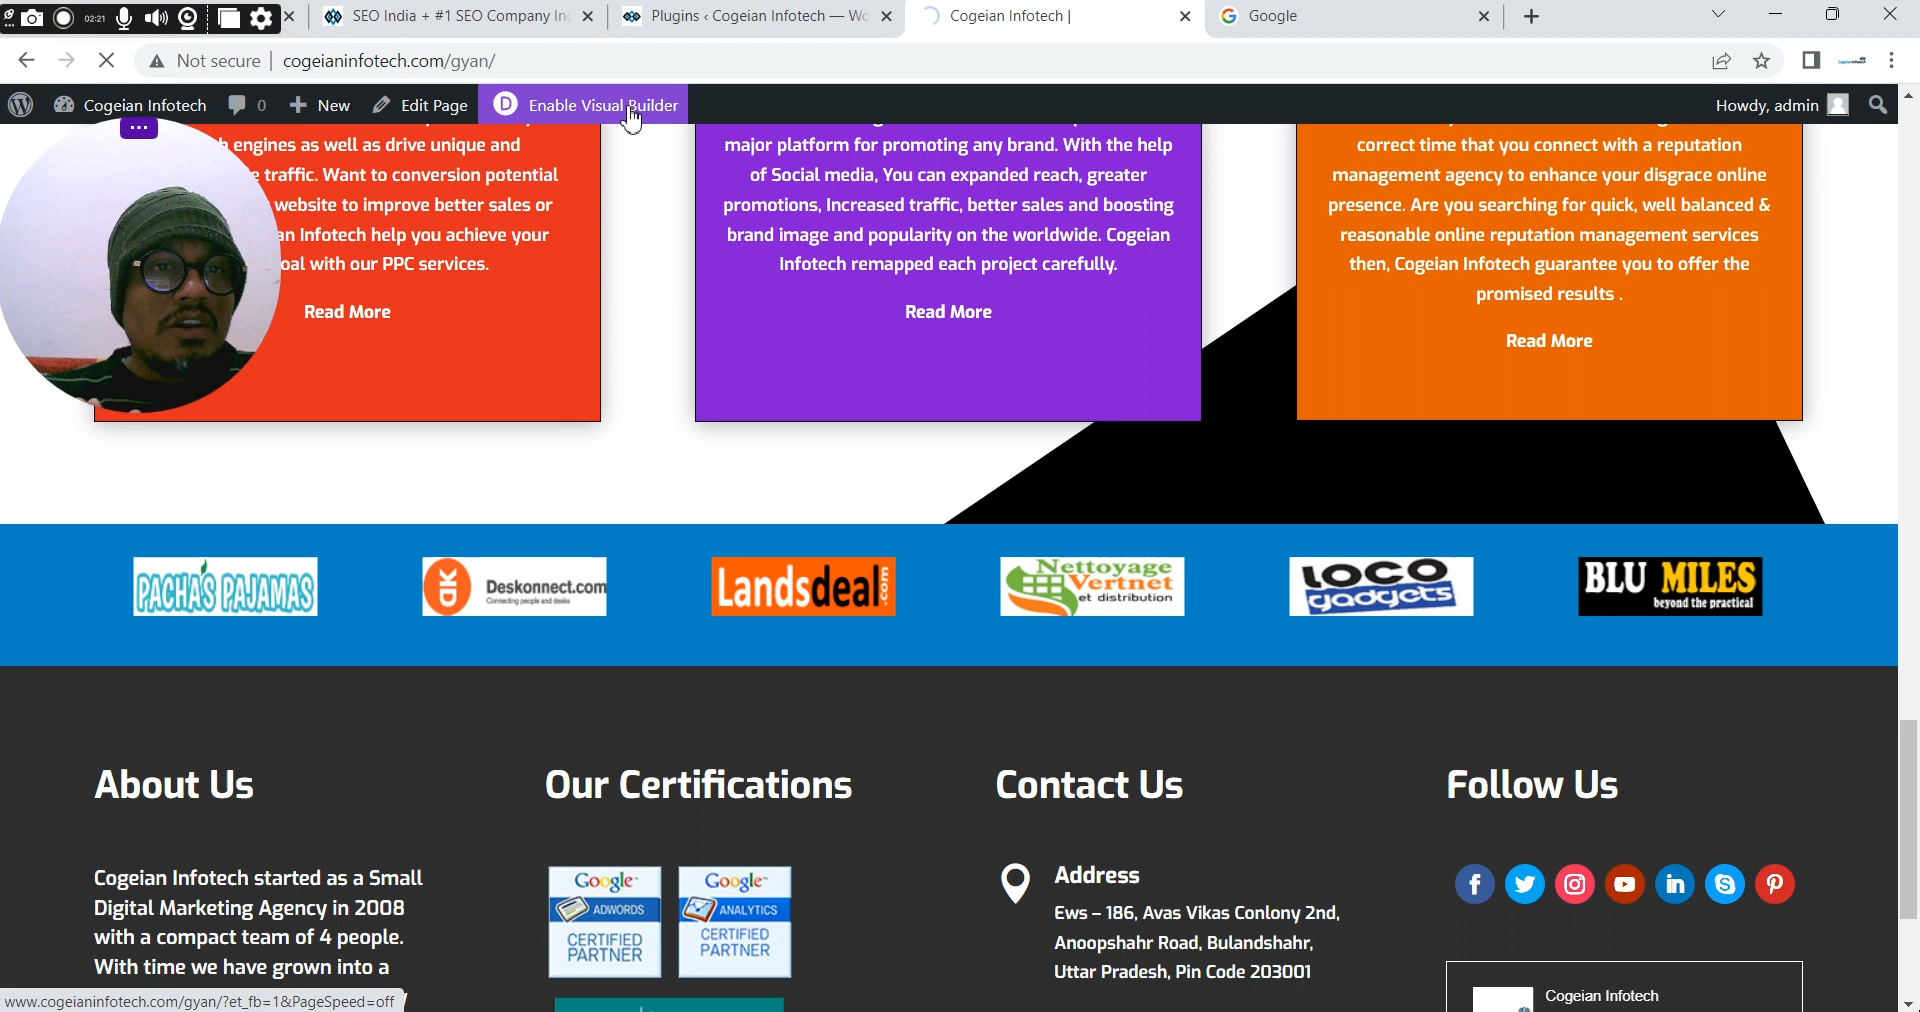 02:21
SEO India + #1 SEO Company In
Plugins ‹ Cogeian Infotech — Wo
Cogeian Infotech |
Google
Not secure
cogeianinfotech.com/gyan/
Cogeian Infotech
0
New
Edit Page
D
Enable Visual Builder
Howdy, admin
engines as well as drive unique and
traffic. Want to conversion potential
website to improve better sales or
Infotech help you achieve your
with our PPC services.
Read More
major platform for promoting any brand. With the help
of Social media, You can expanded reach, greater
promotions, Increased traffic, better sales and boosting
brand image and popularity on the worldwide. Cogeian
Infotech remapped each project carefully.
Read More
correct time that you connect with a reputation
management agency to enhance your disgrace online
presence. Are you searching for quick, well balanced &
reasonable online reputation management services
then, Cogeian Infotech guarantee you to offer the
promised results .
Read More
PACHA'S PAJAMAS
DK
Deskonnect.com
Connecting people and desks
Landsdeal.com
Nettoyage
Vertnet
et distribution
LOCO
gadgets
BLU MILES
beyond the practical
About Us
Cogeian Infotech started as a Small
Digital Marketing Agency in 2008
with a compact team of 4 people.
With time we have grown into a
Our Certifications
Google
ADWORDS
CERTIFIED
PARTNER
Google
ANALYTICS
CERTIFIED
PARTNER
Contact Us
Address
Ews – 186, Avas Vikas Conlony 2nd,
Anoopshahr Road, Bulandshahr,
Uttar Pradesh, Pin Code 203001
Follow Us
Cogeian Infotech
www.cogeianinfotech.com/gyan/?et_fb=1&PageSpeed=off